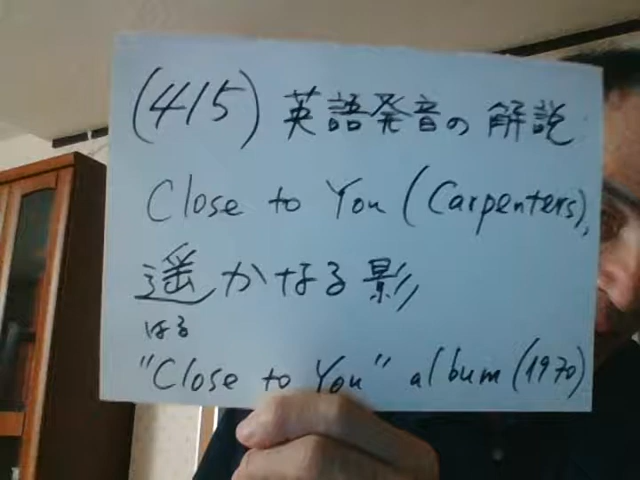 (415) 英語発音の解説
Close to You (Carpenters),
遥かなる影
はる
"Close to You" album (1970)